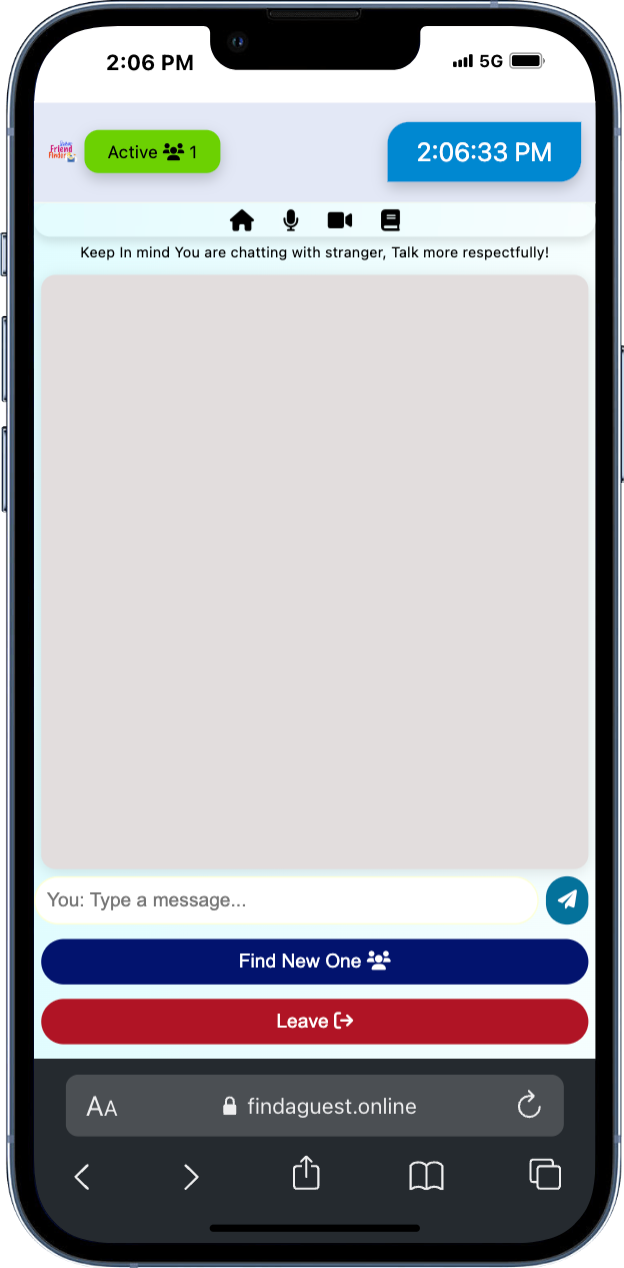 2:06 PM
5G
Friend
Finder
Active 1
2:06:33 PM
Keep In mind You are chatting with stranger, Talk more respectfully!
You: Type a message...
Find New One
Leave
AA
findaguest.online